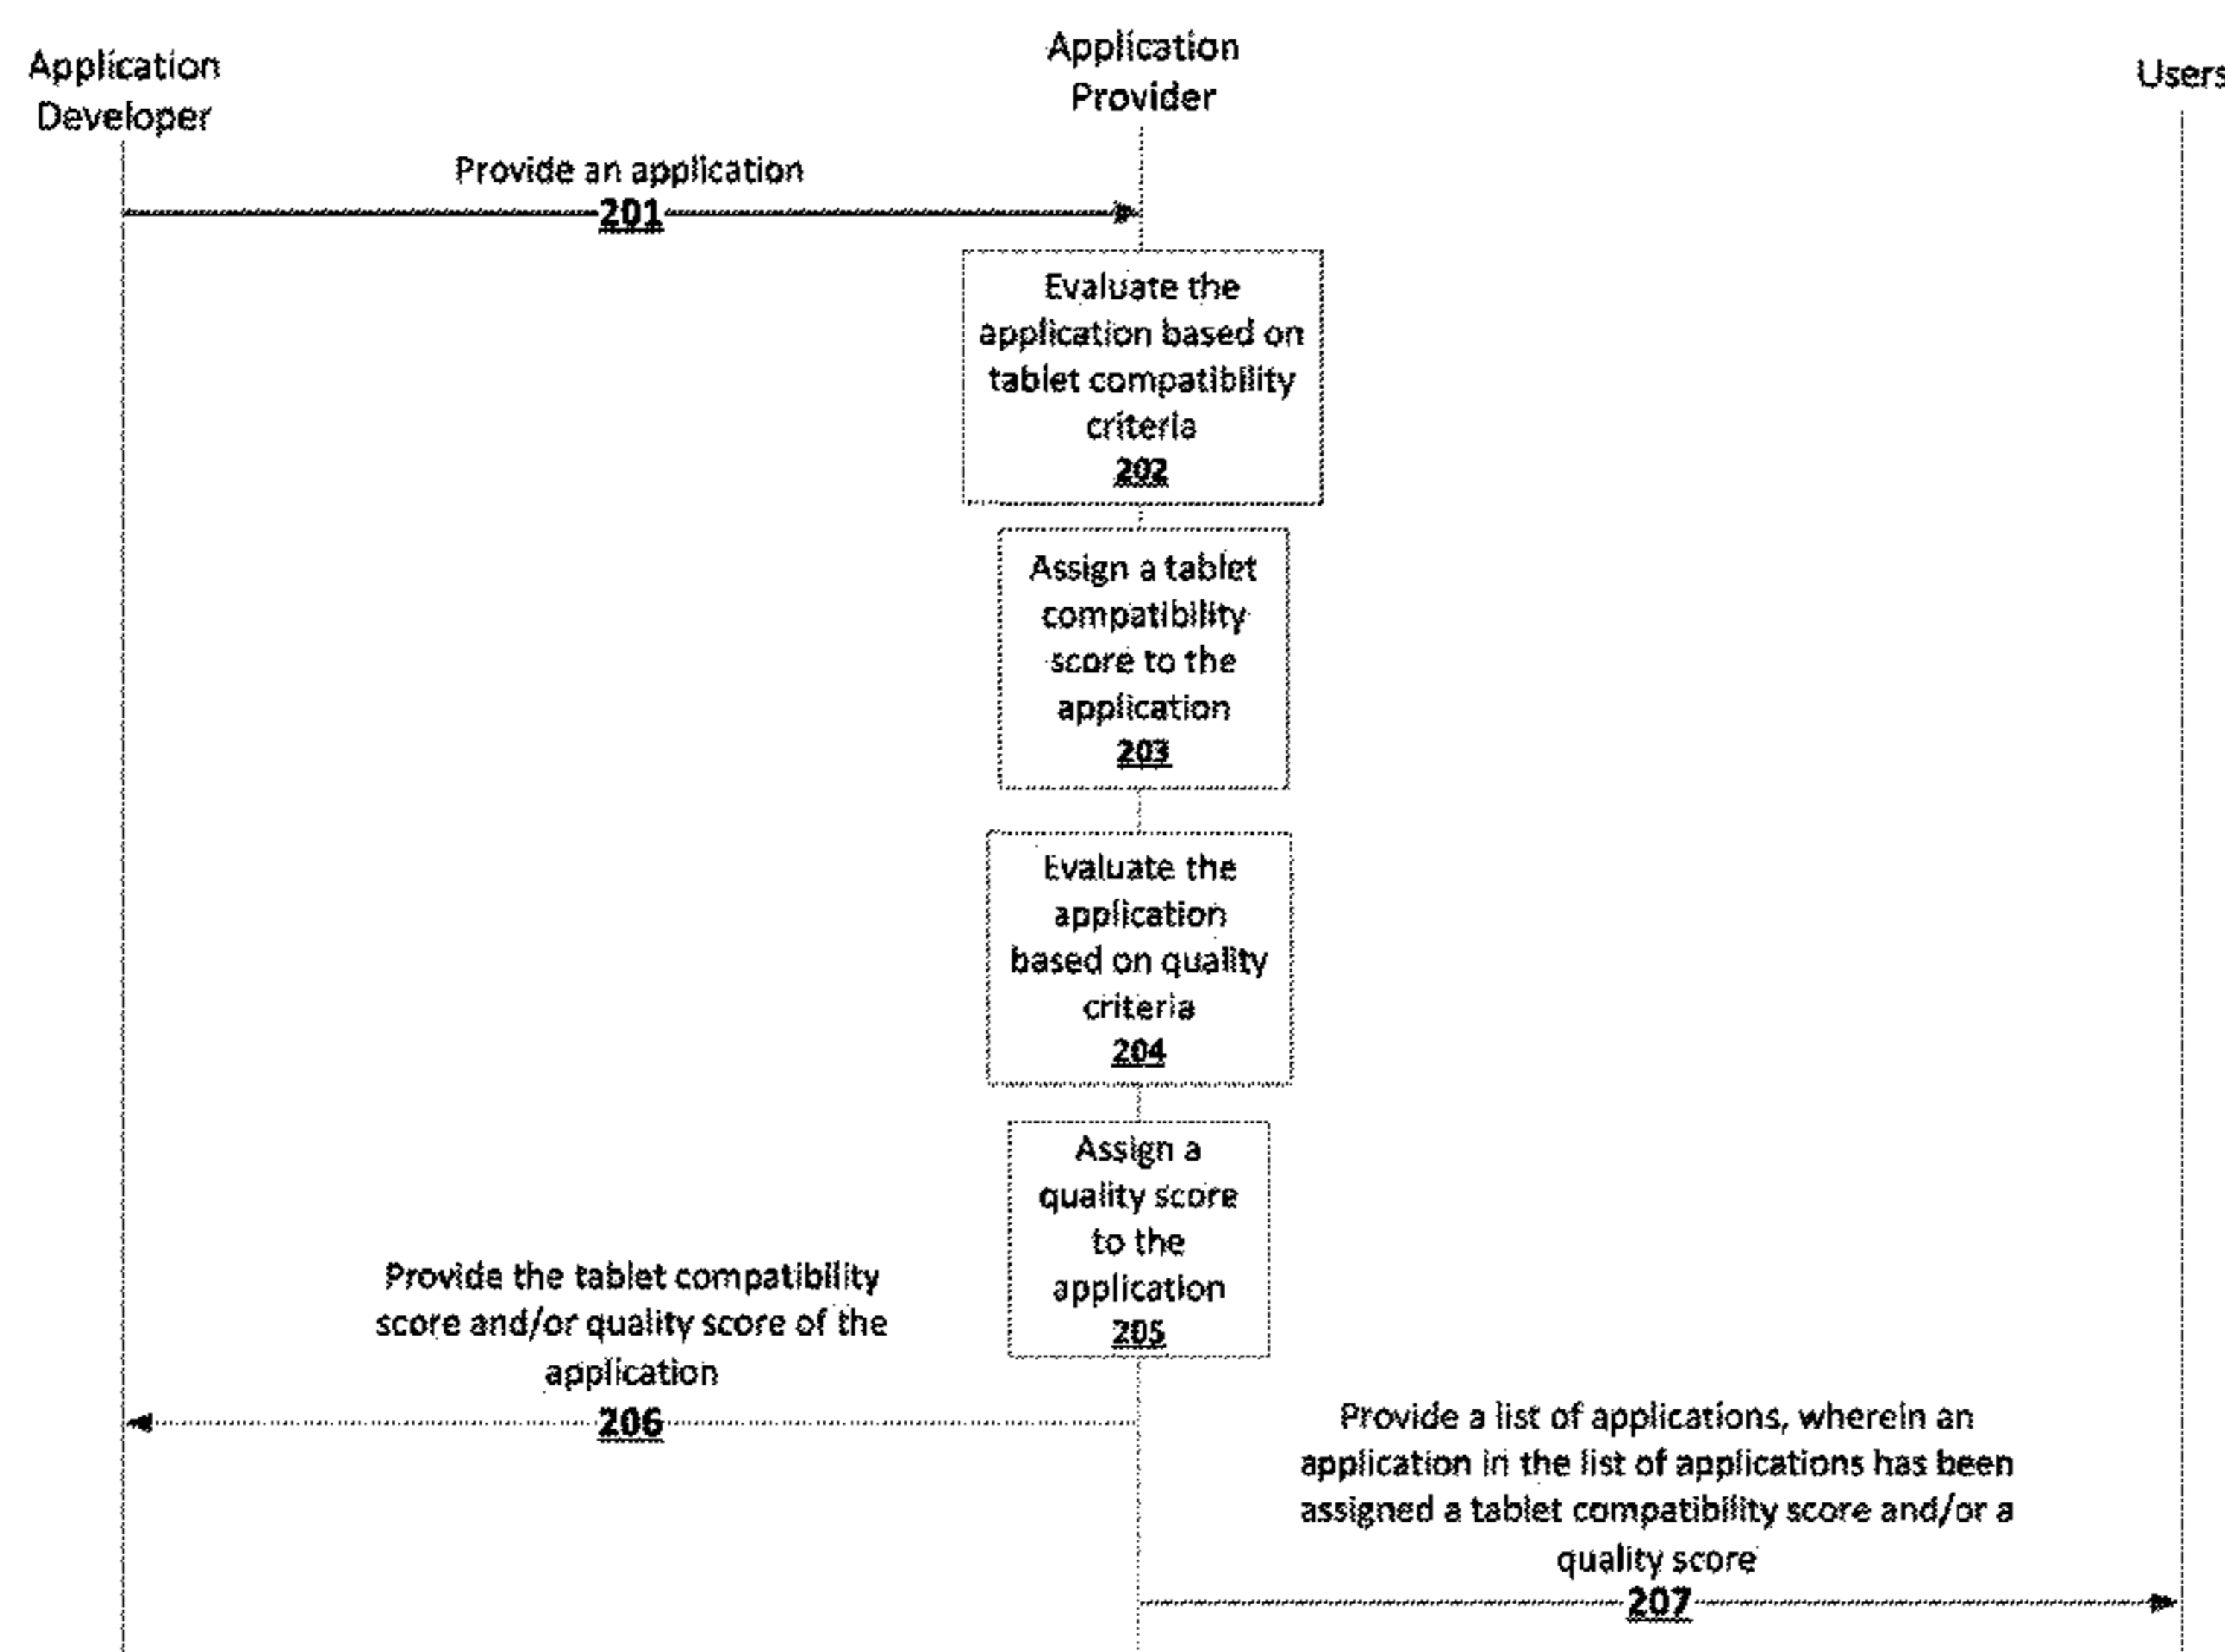 Application
Developer
Application
Provider
Users
Provide an application
201
Evaluate the
application based on
tablet compatibility
criteria
202
Assign a tablet
compatibility
score to the
application
203
Evaluate the
application
based on quality
criteria
204
Assign a
quality score
to the
application
205
Provide the tablet compatibility
score and/or quality score of the
application
206
Provide a list of applications, wherein an
application in the list of applications has been
assigned a tablet compatibility score and/or a
quality score
207